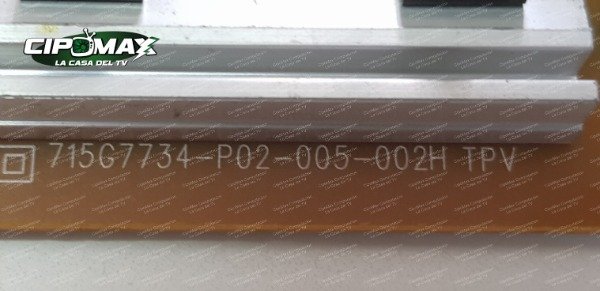 CIPOMAX
LA CASA DEL TV
715G7734-P02-005-002H TPV